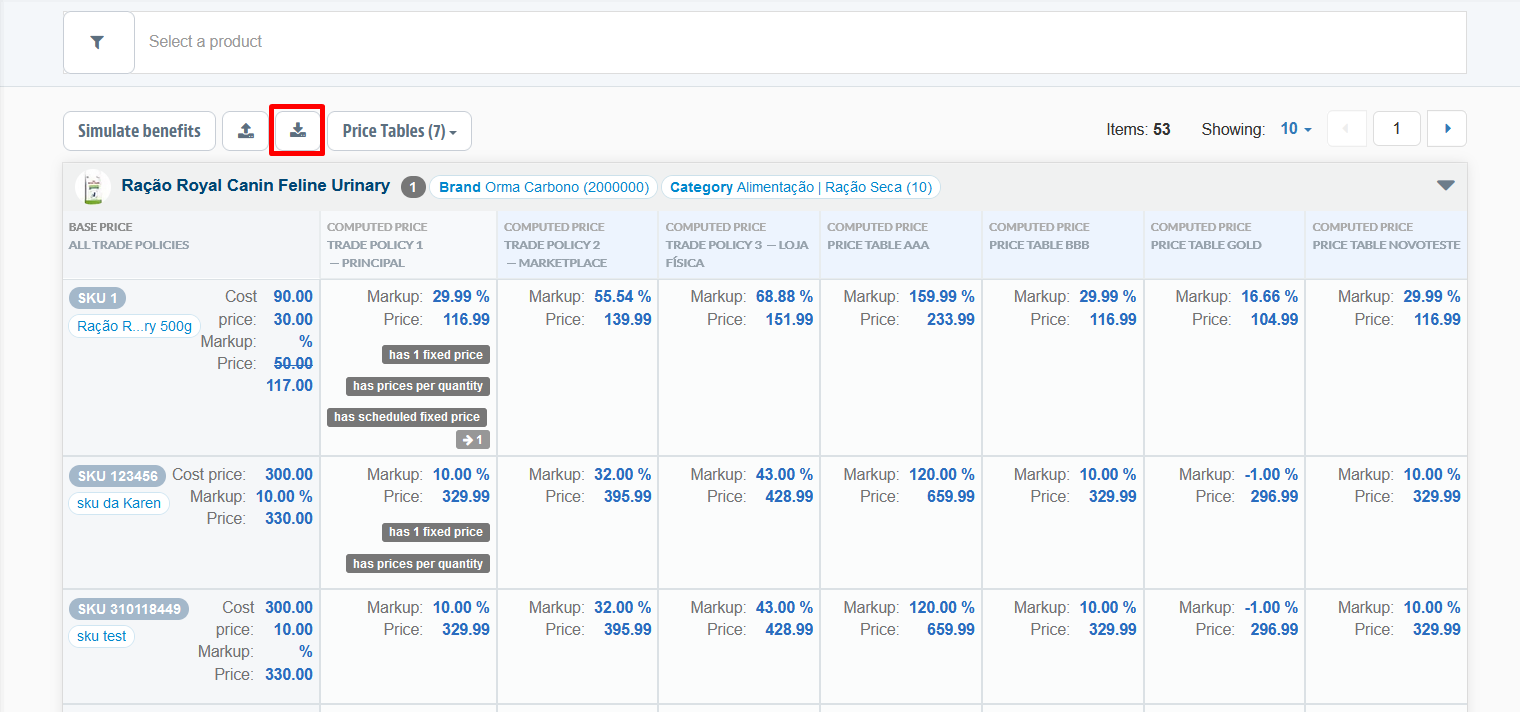 Select a product
Simulate benefits
Price Tables (7)
Items: 53
Showing: 10
1
Ração Royal Canin Feline Urinary
1
Brand Orma Carbono (2000000)
Category Alimentação | Ração Seca (10)
BASE PRICE
ALL TRADE POLICIES
COMPUTED PRICE
TRADE POLICY 1
— PRINCIPAL
COMPUTED PRICE
TRADE POLICY 2
— MARKETPLACE
COMPUTED PRICE
TRADE POLICY 3 — LOJA
FÍSICA
COMPUTED PRICE
PRICE TABLE AAA
COMPUTED PRICE
PRICE TABLE BBB
COMPUTED PRICE
PRICE TABLE GOLD
COMPUTED PRICE
PRICE TABLE NOVOTESTE
SKU 1
Ração R...ry 500g
Cost 90.00
price: 30.00
Markup: %
Price: 50.00
117.00
Markup: 29.99 %
Price: 116.99
has 1 fixed price
has prices per quantity
has scheduled fixed price
1
Markup: 55.54 %
Price: 139.99
Markup: 68.88 %
Price: 151.99
Markup: 159.99 %
Price: 233.99
Markup: 29.99 %
Price: 116.99
Markup: 16.66 %
Price: 104.99
Markup: 29.99 %
Price: 116.99
SKU 123456
sku da Karen
Cost price: 300.00
Markup: 10.00 %
Price: 330.00
Markup: 10.00 %
Price: 329.99
has 1 fixed price
has prices per quantity
Markup: 32.00 %
Price: 395.99
Markup: 43.00 %
Price: 428.99
Markup: 120.00 %
Price: 659.99
Markup: 10.00 %
Price: 329.99
Markup: -1.00 %
Price: 296.99
Markup: 10.00 %
Price: 329.99
SKU 310118449
sku test
Cost 300.00
price: 10.00
Markup: %
Price: 330.00
Markup: 10.00 %
Price: 329.99
Markup: 32.00 %
Price: 395.99
Markup: 43.00 %
Price: 428.99
Markup: 120.00 %
Price: 659.99
Markup: 10.00 %
Price: 329.99
Markup: -1.00 %
Price: 296.99
Markup: 10.00 %
Price: 329.99